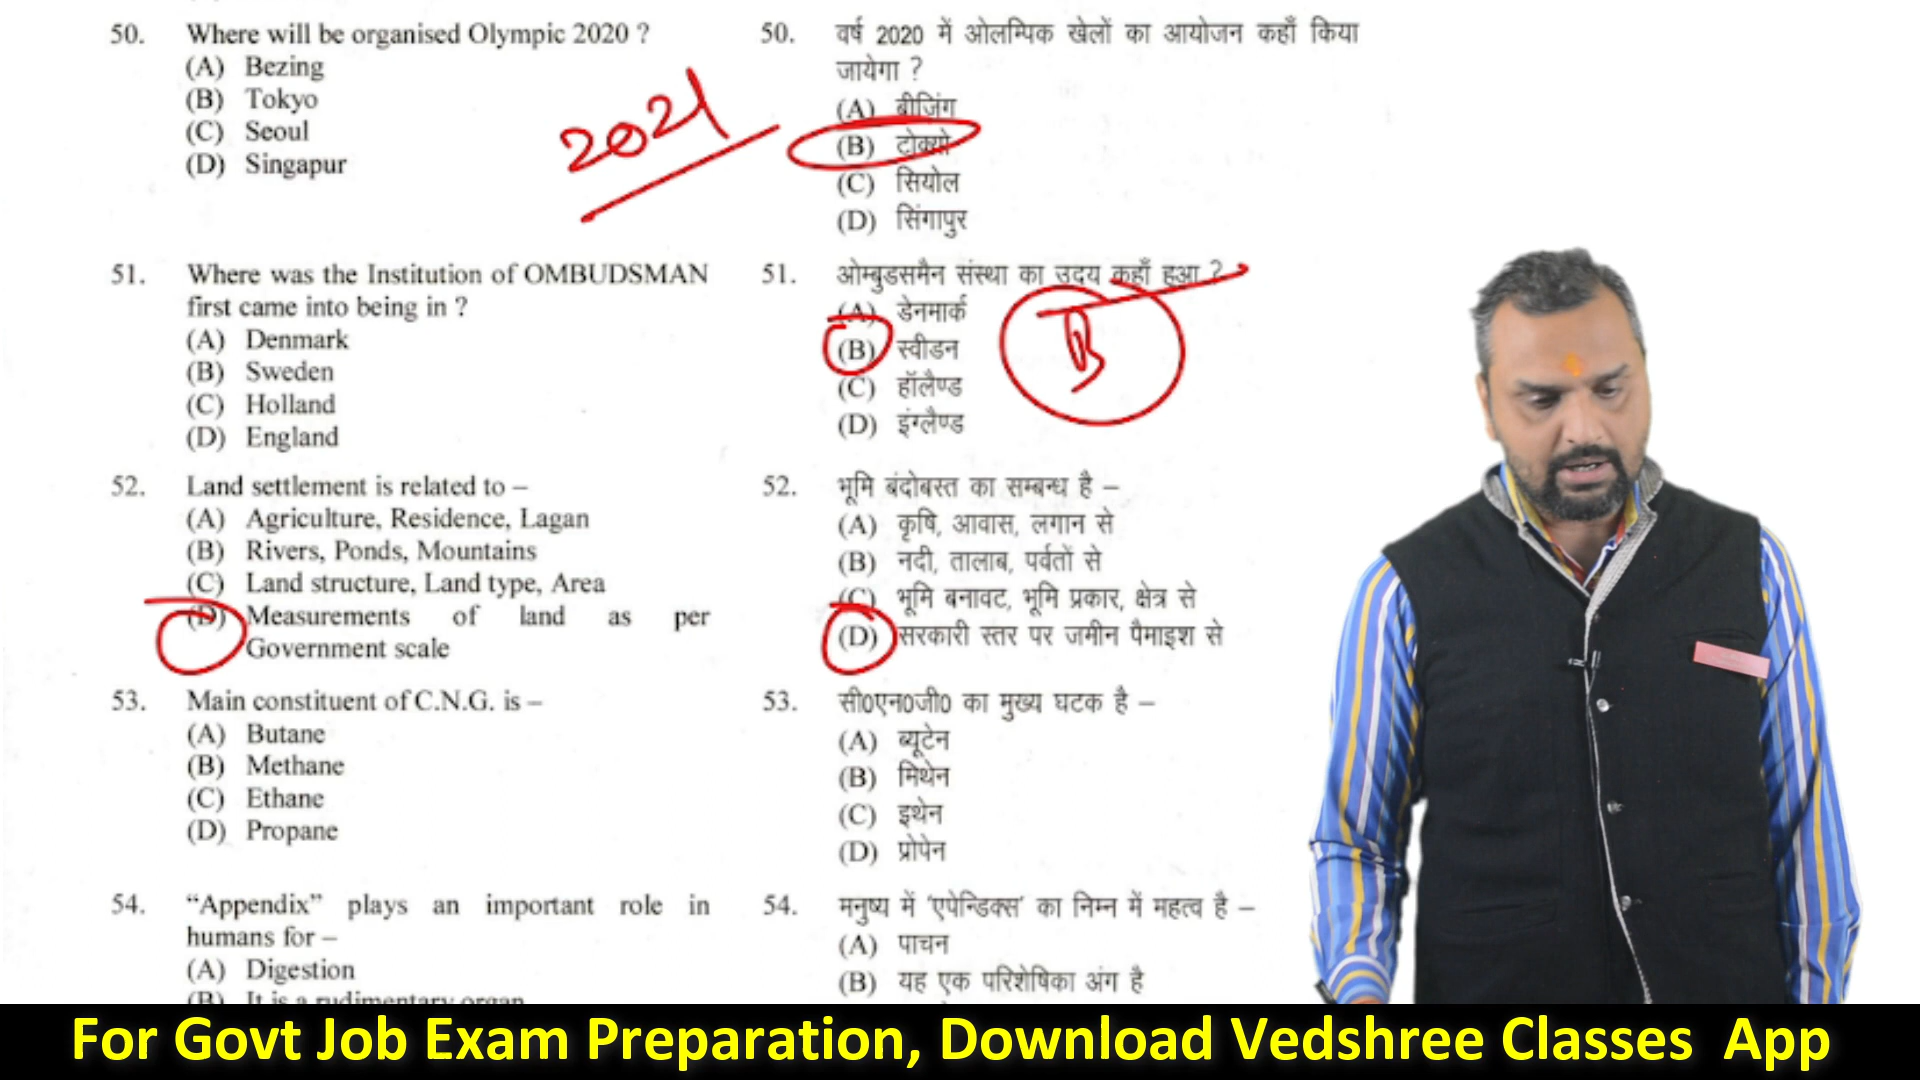 50. Where will be organised Olympic 2020 ?
(A) Bezing
(B) Tokyo
(C) Seoul
(D) Singapur
2021
51. Where was the Institution of OMBUDSMAN
first came into being in ?
(A) Denmark
(B) Sweden
(C) Holland
(D) England
52. Land settlement is related to –
(A) Agriculture, Residence, Lagan
(B) Rivers, Ponds, Mountains
(C) Land structure, Land type, Area
(D) Measurements of land as per
Government scale
53. Main constituent of C.N.G. is –
(A) Butane
(B) Methane
(C) Ethane
(D) Propane
54. “Appendix” plays an important role in
humans for –
(A) Digestion
(B) It is a rudimentary organ
50. वर्ष 2020 में ओलम्पिक खेलों का आयोजन कहाँ किया
जायेगा ?
(A) बीजिंग
(B) टोक्यो
(C) सियोल
(D) सिंगापुर
51. ओम्बुडसमैन संस्था का उदय कहाँ हुआ ?
(A) डेनमार्क
(B) स्वीडन
(C) हॉलैण्ड
(D) इंग्लैण्ड
B
52. भूमि बंदोबस्त का सम्बन्ध है –
(A) कृषि, आवास, लगान से
(B) नदी, तालाब, पर्वतों से
(C) भूमि बनावट, भूमि प्रकार, क्षेत्र से
(D) सरकारी स्तर पर जमीन पैमाइश से
53. सी0एन0जी0 का मुख्य घटक है –
(A) ब्यूटेन
(B) मिथेन
(C) इथेन
(D) प्रोपेन
54. मनुष्य में ‘एपेन्डिक्स’ का निम्न में महत्व है –
(A) पाचन
(B) यह एक परिशेषिका अंग है
For Govt Job Exam Preparation, Download Vedshree Classes App